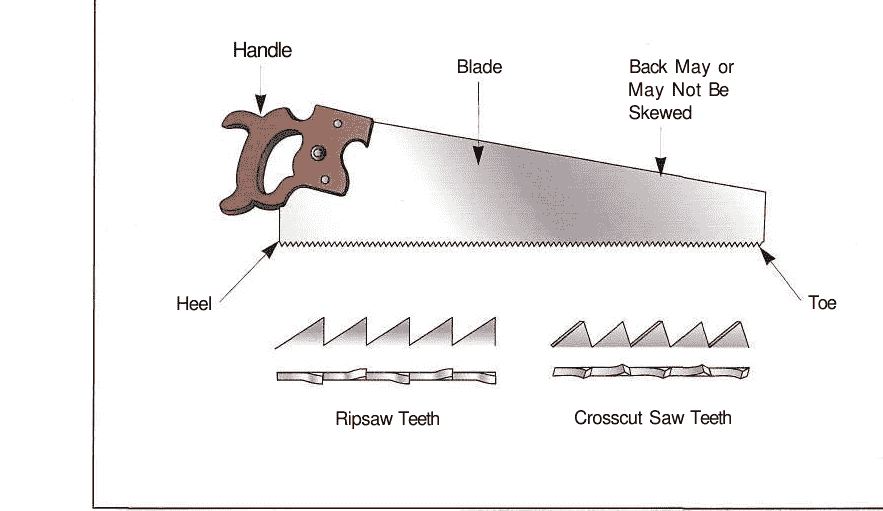 Handle
Blade
Back May or
May Not Be
Skewed
Heel
Toe
Ripsaw Teeth
Crosscut Saw Teeth